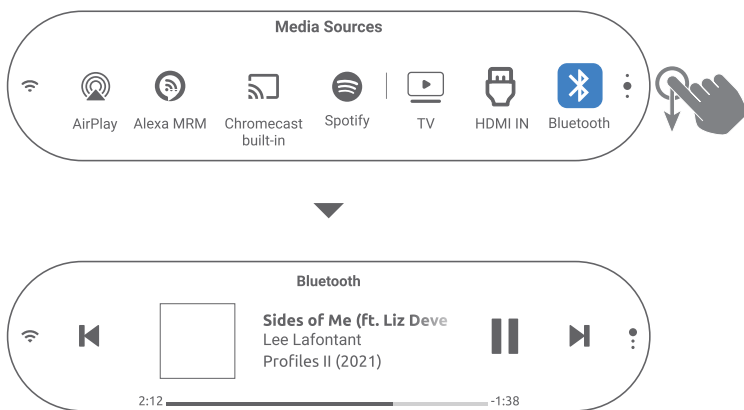 Media Sources
AirPlay
Alexa MRM
Chromecast
built-in
Spotify
TV
HDMI IN
Bluetooth
Bluetooth
Sides of Me (ft. Liz Deve
Lee Lafontant
Profiles II (2021)
2:12
-1:38